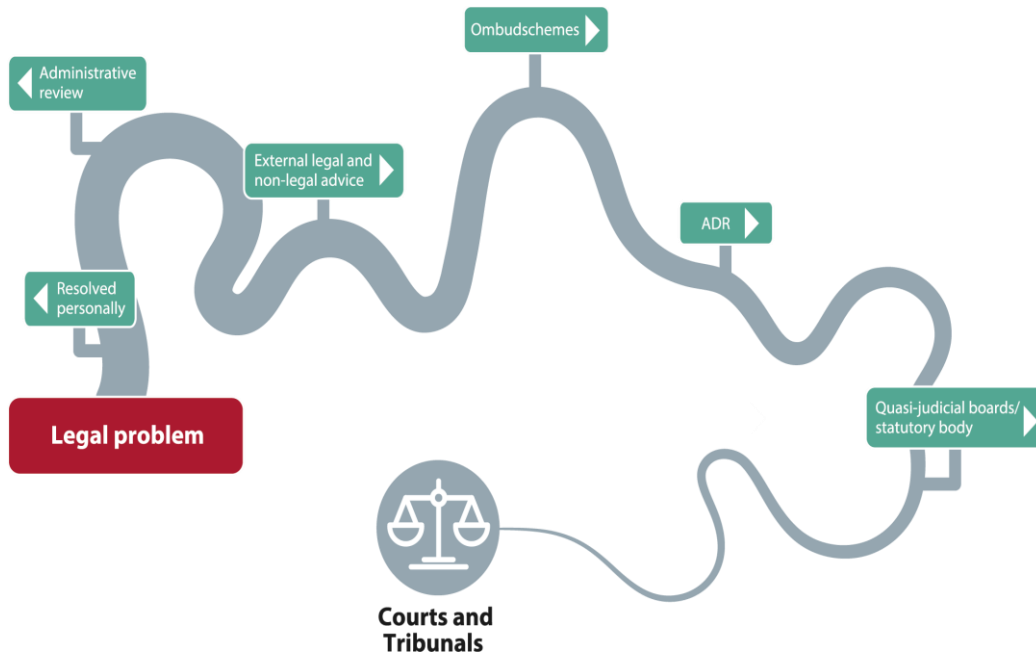 Ombudschemes
Administrative
review
External legal and
non-legal advice
ADR
Resolved
personally
Quasi-judicial boards/
statutory body
Legal problem
Courts and
Tribunals